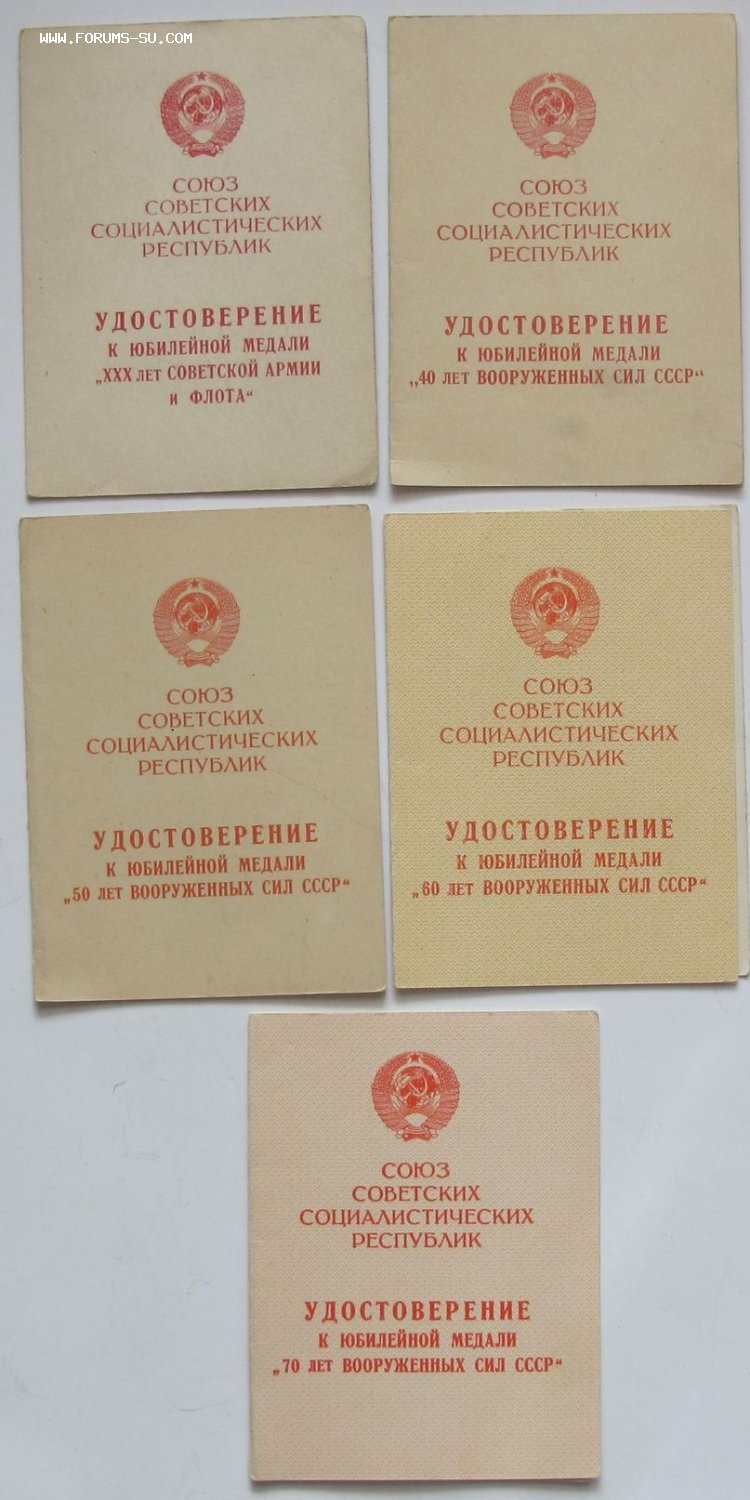 WWW.FORUMS-SU.COM
СОЮЗ
СОВЕТСКИХ
СОЦИАЛИСТИЧЕСКИХ
РЕСПУБЛИК
УДОСТОВЕРЕНИЕ
К ЮБИЛЕЙНОЙ МЕДАЛИ
„XXX ЛЕТ СОВЕТСКОЙ АРМИИ
И ФЛОТА“
СОЮЗ
СОВЕТСКИХ
СОЦИАЛИСТИЧЕСКИХ
РЕСПУБЛИК
УДОСТОВЕРЕНИЕ
К ЮБИЛЕЙНОЙ МЕДАЛИ
„40 ЛЕТ ВООРУЖЕННЫХ СИЛ СССР“
СОЮЗ
СОВЕТСКИХ
СОЦИАЛИСТИЧЕСКИХ
РЕСПУБЛИК
УДОСТОВЕРЕНИЕ
К ЮБИЛЕЙНОЙ МЕДАЛИ
„50 ЛЕТ ВООРУЖЕННЫХ СИЛ СССР“
СОЮЗ
СОВЕТСКИХ
СОЦИАЛИСТИЧЕСКИХ
РЕСПУБЛИК
УДОСТОВЕРЕНИЕ
К ЮБИЛЕЙНОЙ МЕДАЛИ
„60 ЛЕТ ВООРУЖЕННЫХ СИЛ СССР“
СОЮЗ
СОВЕТСКИХ
СОЦИАЛИСТИЧЕСКИХ
РЕСПУБЛИК
УДОСТОВЕРЕНИЕ
К ЮБИЛЕЙНОЙ МЕДАЛИ
„70 ЛЕТ ВООРУЖЕННЫХ СИЛ СССР“